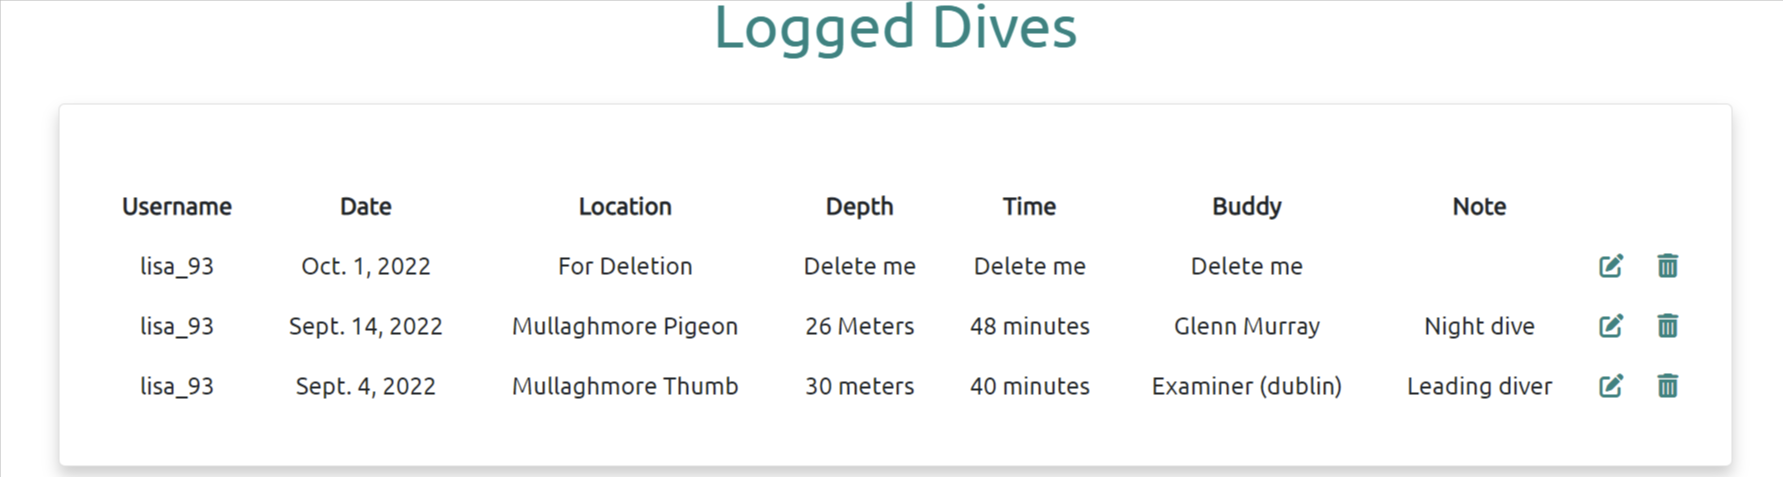 Logged Dives
Username Date Location Depth Time Buddy Note
lisa_93 Oct. 1, 2022 For Deletion Delete me Delete me Delete me
lisa_93 Sept. 14, 2022 Mullaghmore Pigeon 26 Meters 48 minutes Glenn Murray Night dive
lisa_93 Sept. 4, 2022 Mullaghmore Thumb 30 meters 40 minutes Examiner (dublin) Leading diver